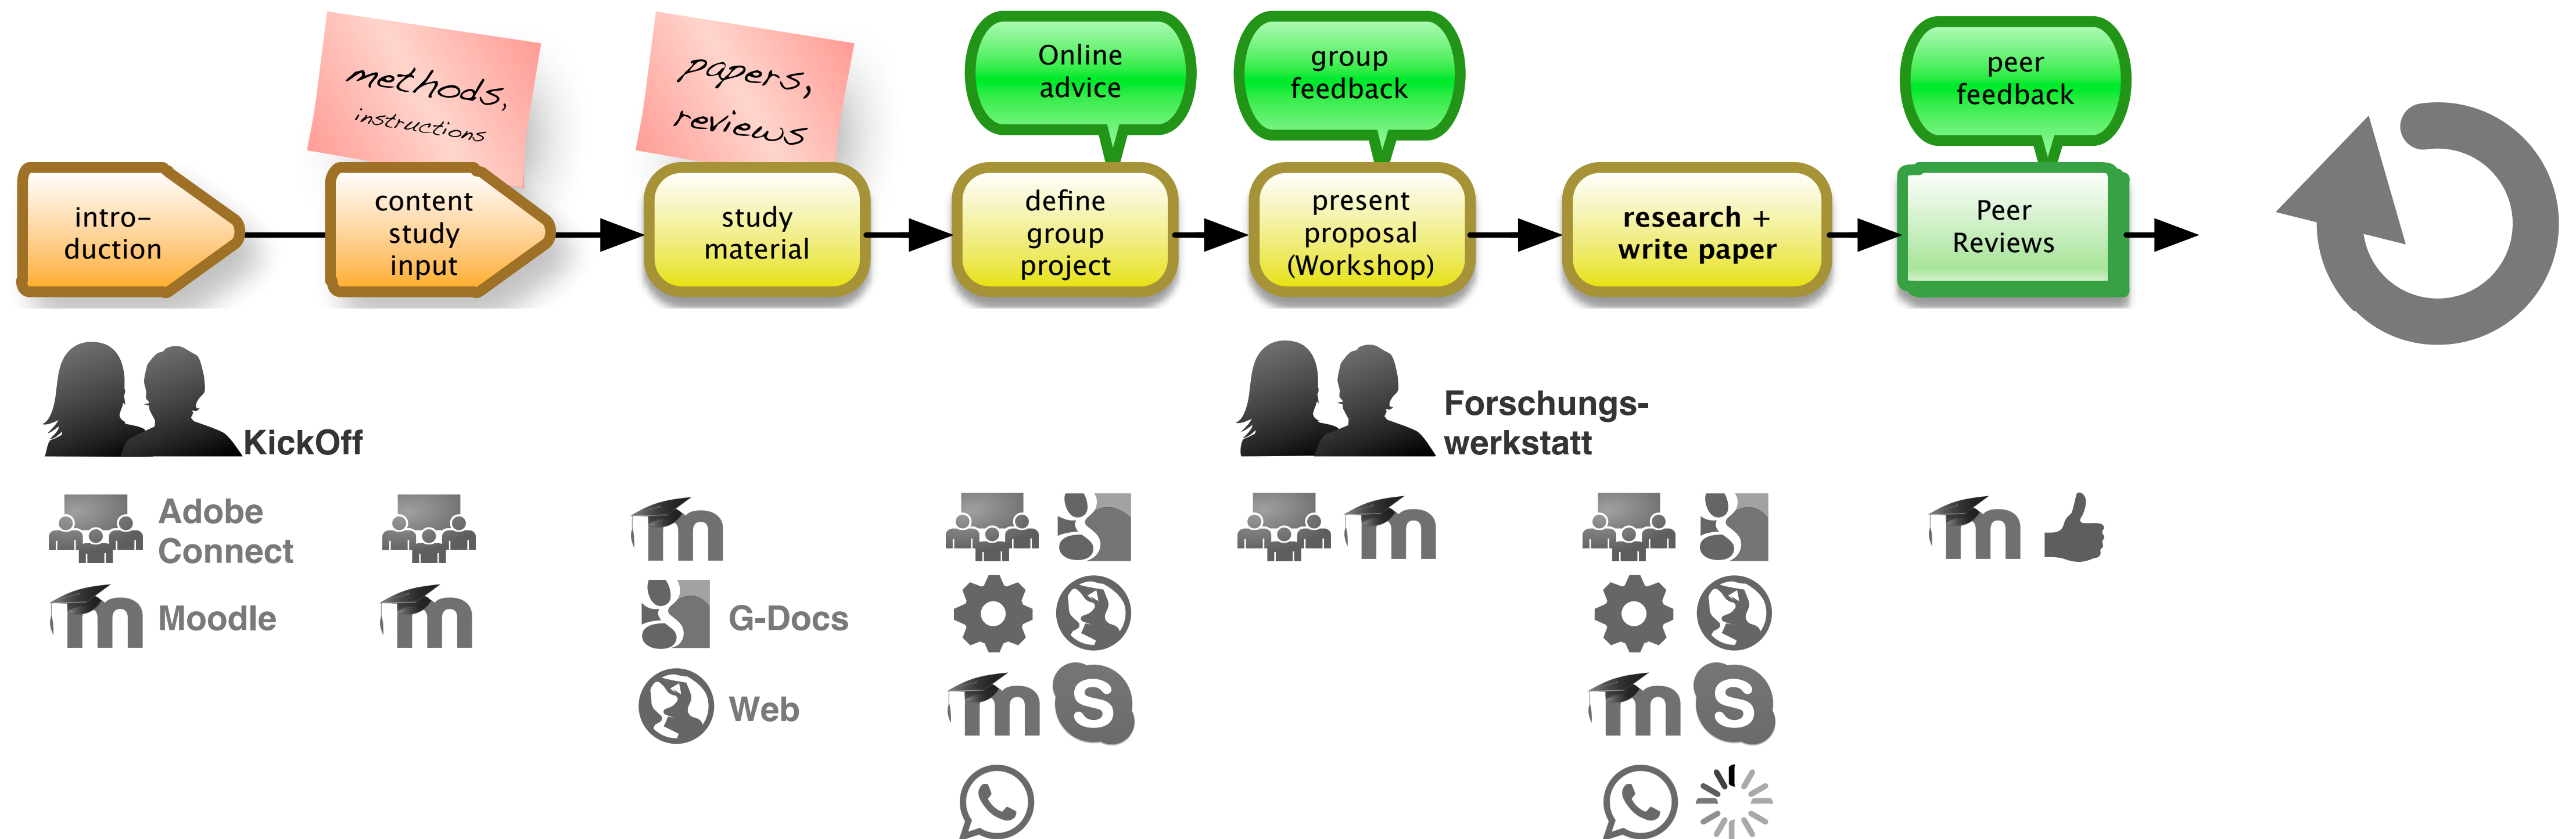 methods,
instructions
papers,
reviews
Online
advice
group
feedback
peer
feedback
intro-
duction
content
study
input
study
material
define
group
project
present
proposal
(Workshop)
research +
write paper
Peer
Reviews
KickOff
Forschungs-
werkstatt
Adobe
Connect
Moodle
G-Docs
Web